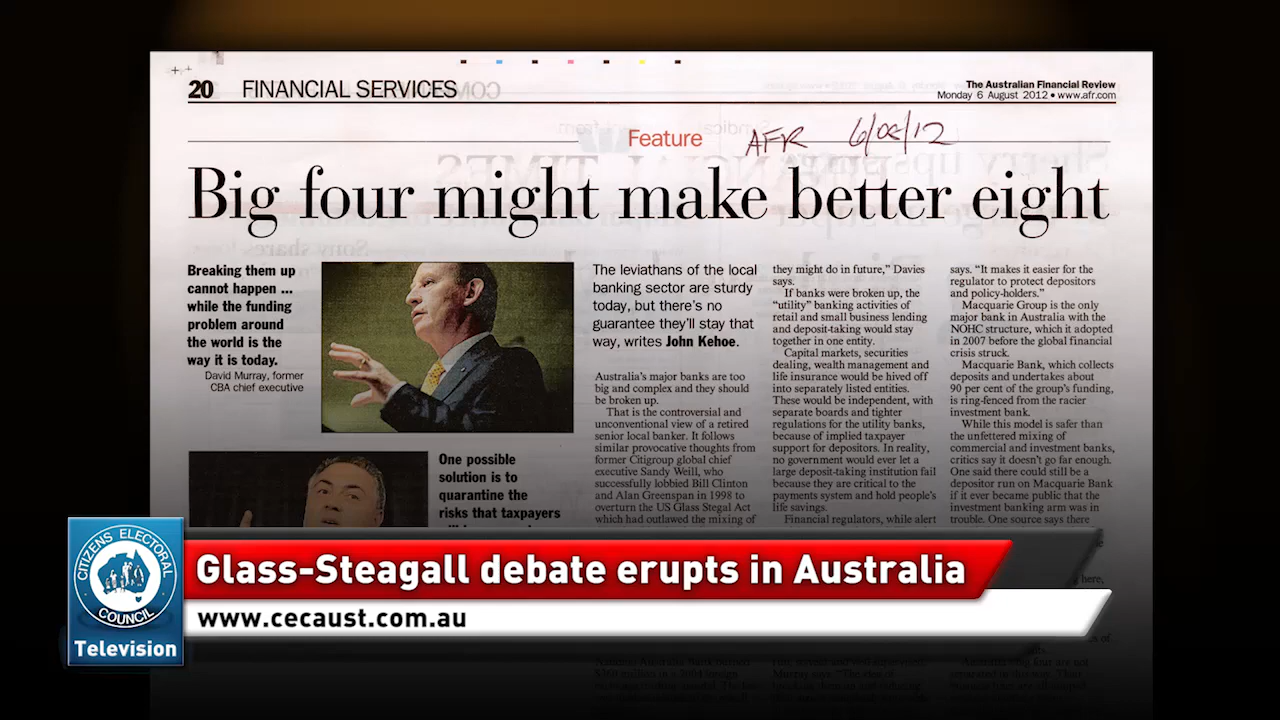 20 FINANCIAL SERVICES
The Australian Financial Review
Monday 6 August 2012 • www.afr.com
Feature
AFR 6/08/12
Big four might make better eight
Breaking them up
cannot happen ...
while the funding
problem around
the world is the
way it is today.
David Murray, former
CBA chief executive
One possible
solution is to
quarantine the
risks that taxpayers
The leviathans of the local
banking sector are sturdy
today, but there's no
guarantee they'll stay that
way, writes John Kehoe.
Australia's major banks are too
big and complex and they should
be broken up.
That is the controversial and
unconventional view of a retired
senior local banker. It follows
similar provocative thoughts from
former Citigroup global chief
executive Sandy Weill, who
successfully lobbied Bill Clinton
and Alan Greenspan in 1998 to
overturn the US Glass Stegal Act
which had outlawed the mixing of
they might do in future,” Davies
says.
If banks were broken up, the
“utility” banking activities of
retail and small business lending
and deposit-taking would stay
together in one entity.
Capital markets, securities
dealing, wealth management and
life insurance would be hived off
into separately listed entities.
These would be independent, with
separate boards and tighter
regulations for the utility banks,
because of implied taxpayer
support for depositors. In reality,
no government would ever let a
large deposit-taking institution fail
because they are critical to the
payments system and hold people's
life savings.
Financial regulators, while alert
says. “It makes it easier for the
regulator to protect depositors
and policy-holders.”
Macquarie Group is the only
major bank in Australia with the
NOHC structure, which it adopted
in 2007 before the global financial
crisis struck.
Macquarie Bank, which collects
deposits and undertakes about
90 per cent of the group's funding,
is ring-fenced from the racier
investment bank.
While this model is safer than
the unfettered mixing of
commercial and investment banks,
critics say it doesn't go far enough.
One said there could still be a
depositor run on Macquarie Bank
if it ever became public that the
investment banking arm was in
trouble. One source says there
here,
CITIZENS ELECTORAL
COUNCIL
Television
Glass-Steagall debate erupts in Australia
www.cecaust.com.au